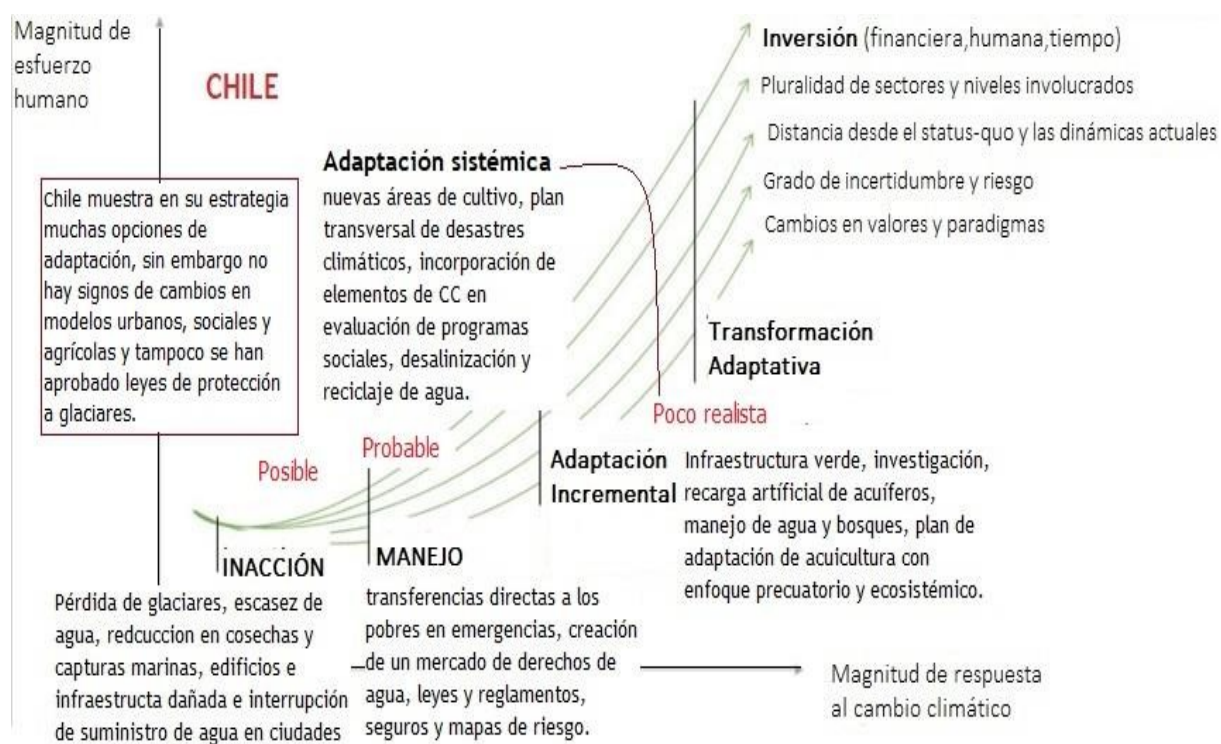 Magnitud de
esfuerzo
humano
CHILE
Inversión (financiera,humana,tiempo)
Pluralidad de sectores y niveles involucrados
Distancia desde el status-quo y las dinámicas actuales
Grado de incertidumbre y riesgo
Cambios en valores y paradigmas
Chile muestra en su estrategia
muchas opciones de
adaptación, sin embargo no
hay signos de cambios en
modelos urbanos, sociales y
agrícolas y tampoco se han
aprobado leyes de protección
a glaciares.
Adaptación sistémica
nuevas áreas de cultivo, plan
transversal de desastres
climáticos, incorporación de
elementos de CC en
evaluación de programas
sociales, desalinización y
reciclaje de agua.
Transformación
Adaptativa
Poco realista
Probable
Posible
Adaptación
Incremental
Infraestructura verde, investigación,
recarga artíficial de acuíferos,
manejo de agua y bosques, plan de
adaptación de acuicultura con
enfoque precuatorio y ecosistémico.
INACCIÓN
Pérdida de glaciares, escasez de
agua, redcuccion en cosechas y
capturas marinas, edificios e
infraestructa dañada e interrupción
de suministro de agua en ciudades
MANEJO
transferencias directas a los
pobres en emergencias, creación
de un mercado de derechos de
agua, leyes y reglamentos,
seguros y mapas de riesgo.
Magnitud de respuesta
al cambio climático